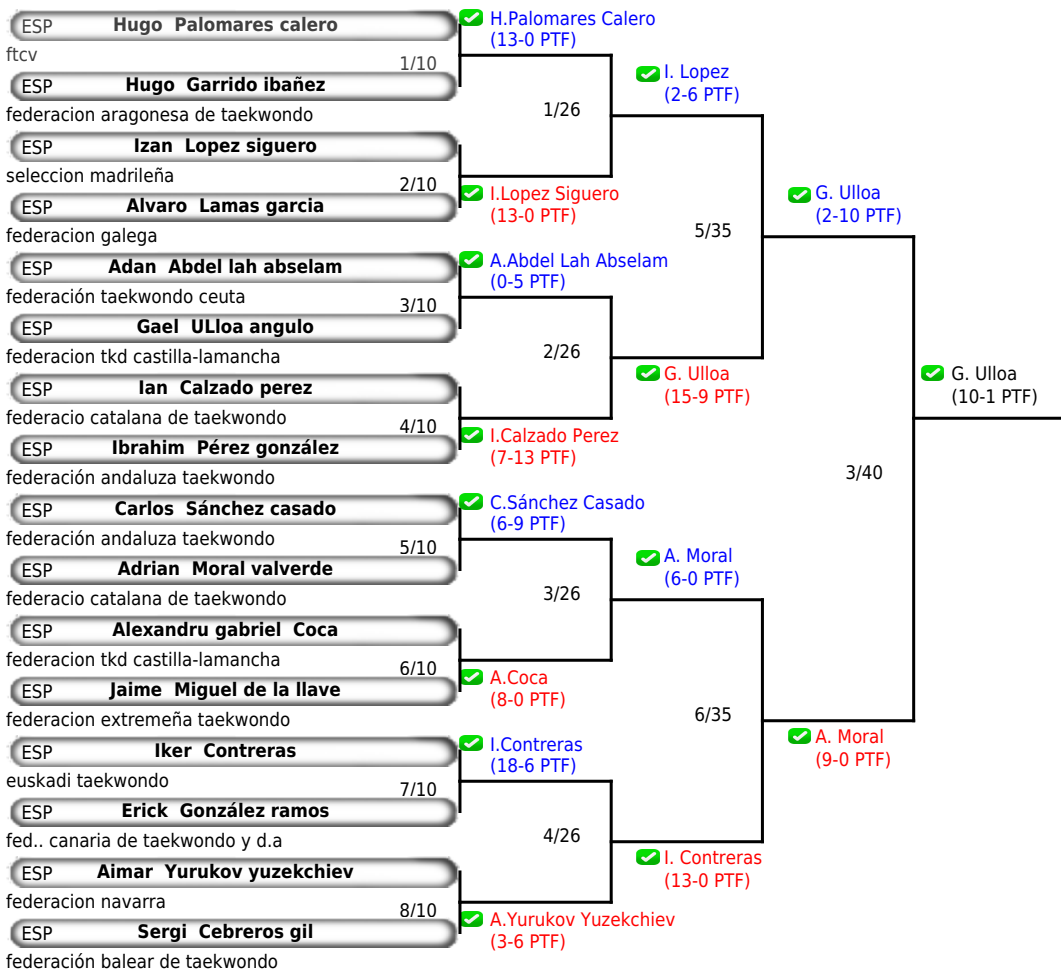 ESP Hugo Palomares calero
ftcv
1/10
ESP Hugo Garrido ibañez
federacion aragonesa de taekwondo
ESP Izan Lopez siguero
seleccion madrileña
2/10
ESP Alvaro Lamas garcia
federacion galega
ESP Adan Abdel lah abselam
federación taekwondo ceuta
3/10
ESP Gael ULloa angulo
federacion tkd castilla-lamancha
ESP Ian Calzado perez
federacio catalana de taekwondo
4/10
ESP Ibrahim Pérez gonzález
federación andaluza taekwondo
ESP Carlos Sánchez casado
federación andaluza taekwondo
5/10
ESP Adrian Moral valverde
federacio catalana de taekwondo
ESP Alexandru gabriel Coca
federacion tkd castilla-lamancha
6/10
ESP Jaime Miguel de la llave
federacion extremeña taekwondo
ESP Iker Contreras
euskadi taekwondo
7/10
ESP Erick González ramos
fed.. canaria de taekwondo y d.a
ESP Aimar Yurukov yuzekchiev
federacion navarra
8/10
ESP Sergi Cebreros gil
federación balear de taekwondo
H.Palomares Calero
(13-0 PTF)
1/26
I.Lopez Siguero
(13-0 PTF)
A.Abdel Lah Abselam
(0-5 PTF)
2/26
I.Calzado Perez
(7-13 PTF)
C.Sánchez Casado
(6-9 PTF)
3/26
A.Coca
(8-0 PTF)
I.Contreras
(18-6 PTF)
4/26
A.Yurukov Yuzekchiev
(3-6 PTF)
I. Lopez
(2-6 PTF)
5/35
G. Ulloa
(15-9 PTF)
A. Moral
(6-0 PTF)
6/35
I. Contreras
(13-0 PTF)
G. Ulloa
(2-10 PTF)
3/40
A. Moral
(9-0 PTF)
G. Ulloa
(10-1 PTF)